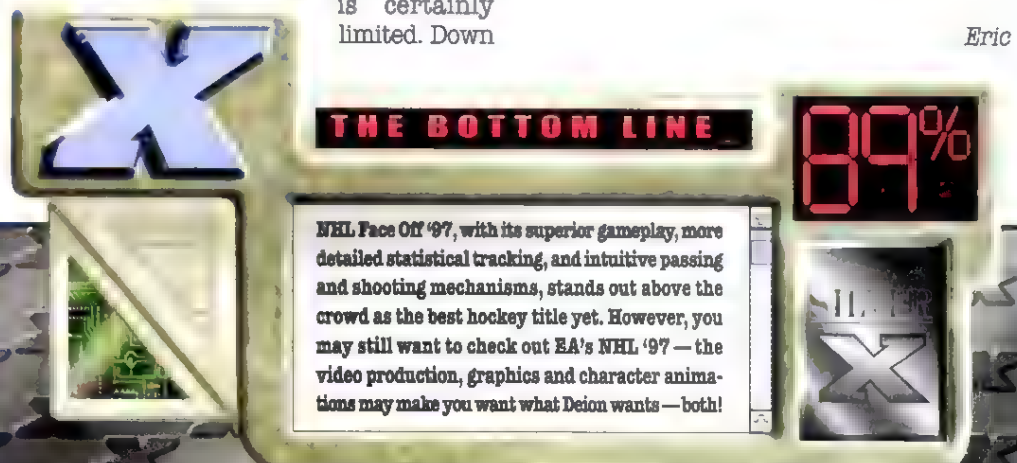 is certainly
limited. Down
Eric
X
THE BOTTOM LINE
89%
NHL Face Off '97, with its superior gameplay, more
detailed statistical tracking, and intuitive passing
and shooting mechanisms, stands out above the
crowd as the best hockey title yet. However, you
may still want to check out EA's NHL '97 — the
video production, graphics and character anima-
tions may make you want what Deion wants — both!
X